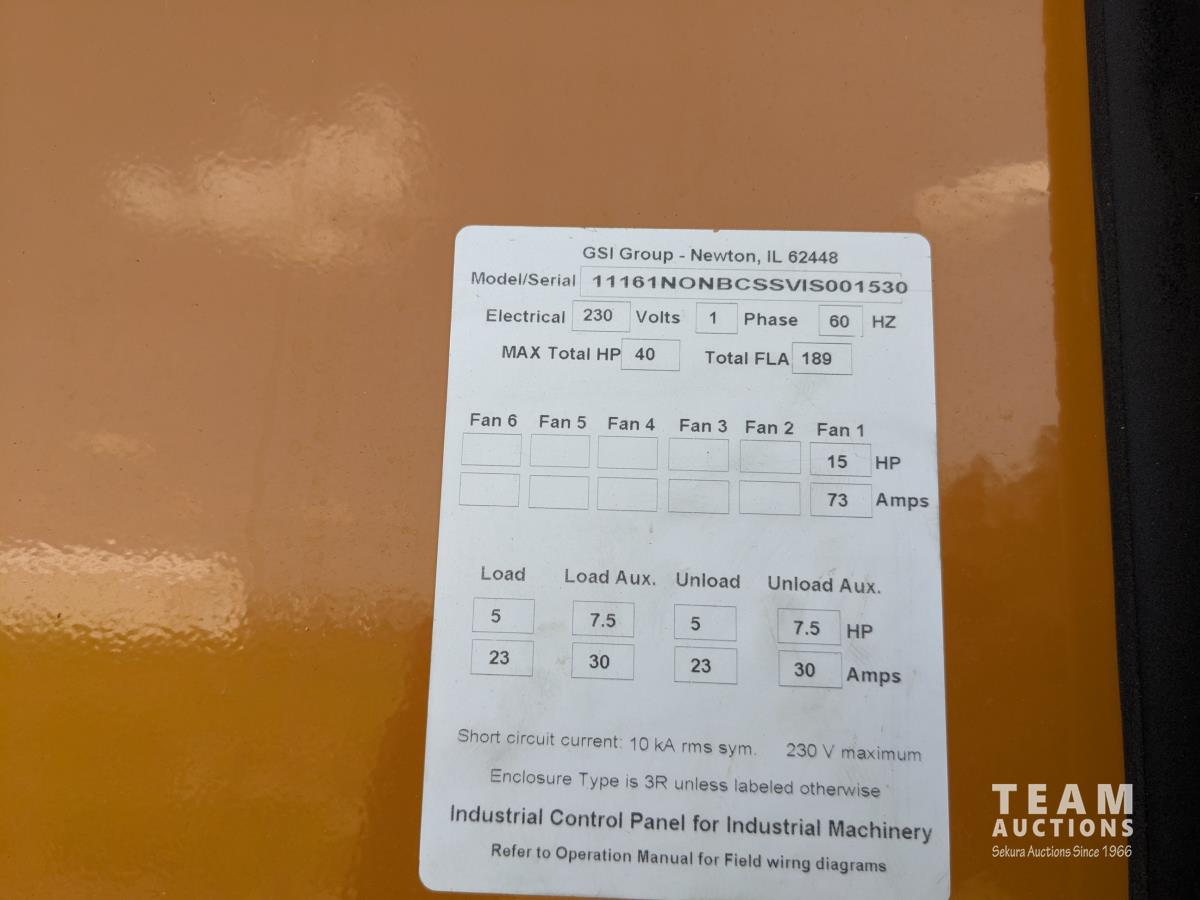 GSI Group - Newton, IL 62448
Model/Serial 11161NONBCSSVIS001530
Electrical 230 Volts 1 Phase 60 HZ
MAX Total HP 40 Total FLA 189
Fan 6 Fan 5 Fan 4 Fan 3 Fan 2 Fan 1
15 HP
73 Amps
Load Load Aux. Unload Unload Aux.
5 7.5 5 7.5 HP
23 30 23 30 Amps
Short circuit current: 10 kA rms sym. 230 V maximum
Enclosure Type is 3R unless labeled otherwise
Industrial Control Panel for Industrial Machinery
Refer to Operation Manual for Field wirng diagrams
TEAM
AUCTIONS
Sekura Auctions Since 1966